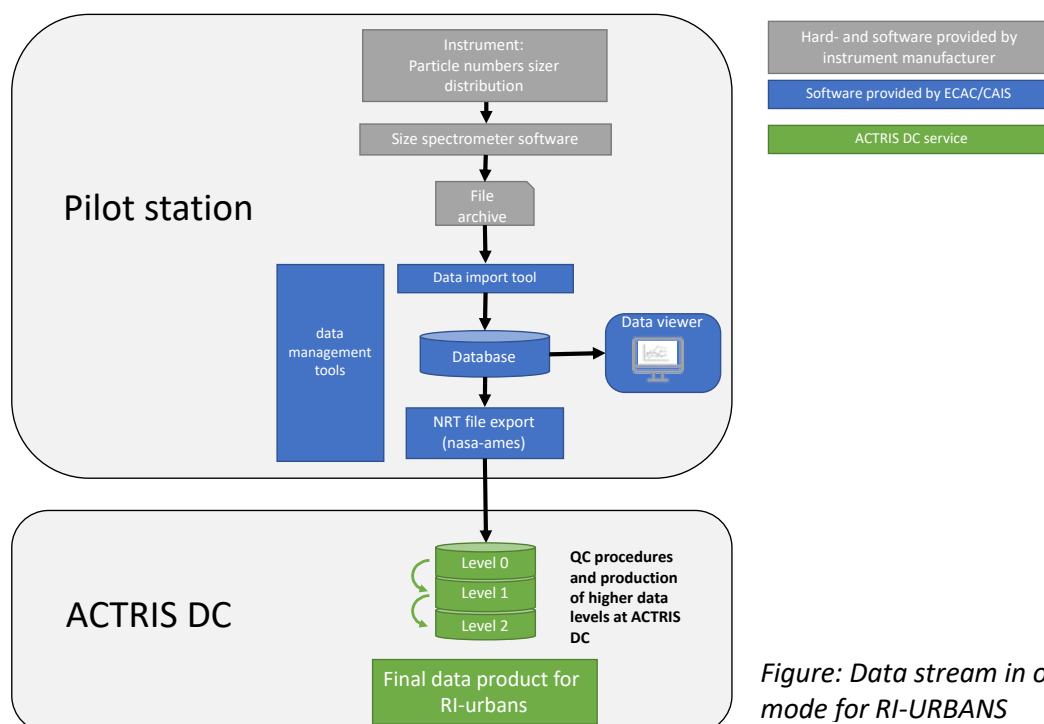 Instrument:
Particle numbers sizer
distribution
Size spectrometer software
File
archive
Pilot station
Data import tool
data
management
tools
Database
Data viewer
NRT file export
(nasa-ames)
Hard- and software provided by
instrument manufacturer
Software provided by ECAC/CAIS
ACTRIS DC service
ACTRIS DC
Level 0
Level 1
Level 2
QC procedures
and production
of higher data
levels at ACTRIS
DC
Final data product for
RI-urbans
Figure: Data stream in
mode for RI-URBANS